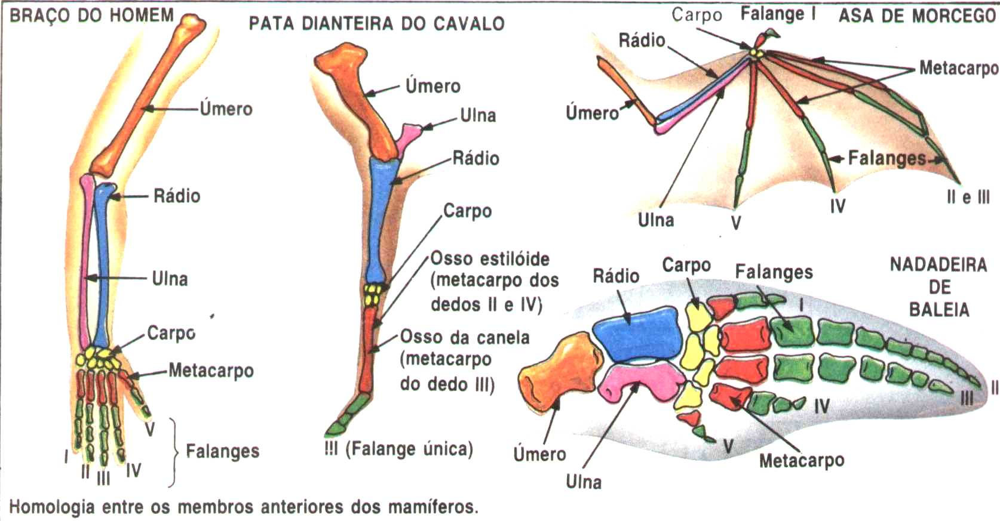 BRAÇO DO HOMEM
Úmero
Rádio
Ulna
Carpo
Metacarpo
V
Falanges
I
II
III
IV
PATA DIANTEIRA DO CAVALO
Úmero
Ulna
Rádio
Carpo
Osso estilóide
(metacarpo dos
dedos II e IV)
Osso da canela
(metacarpo
do dedo III)
III (Falange única)
ASA DE MORCEGO
Carpo
Falange I
Rádio
Metacarpo
Úmero
Falanges
II e III
IV
Ulna
V
NADADEIRA
DE
BALEIA
Carpo
Falanges
Rádio
I
II
III
IV
V
Úmero
Metacarpo
Ulna
Homologia entre os membros anteriores dos mamíferos.